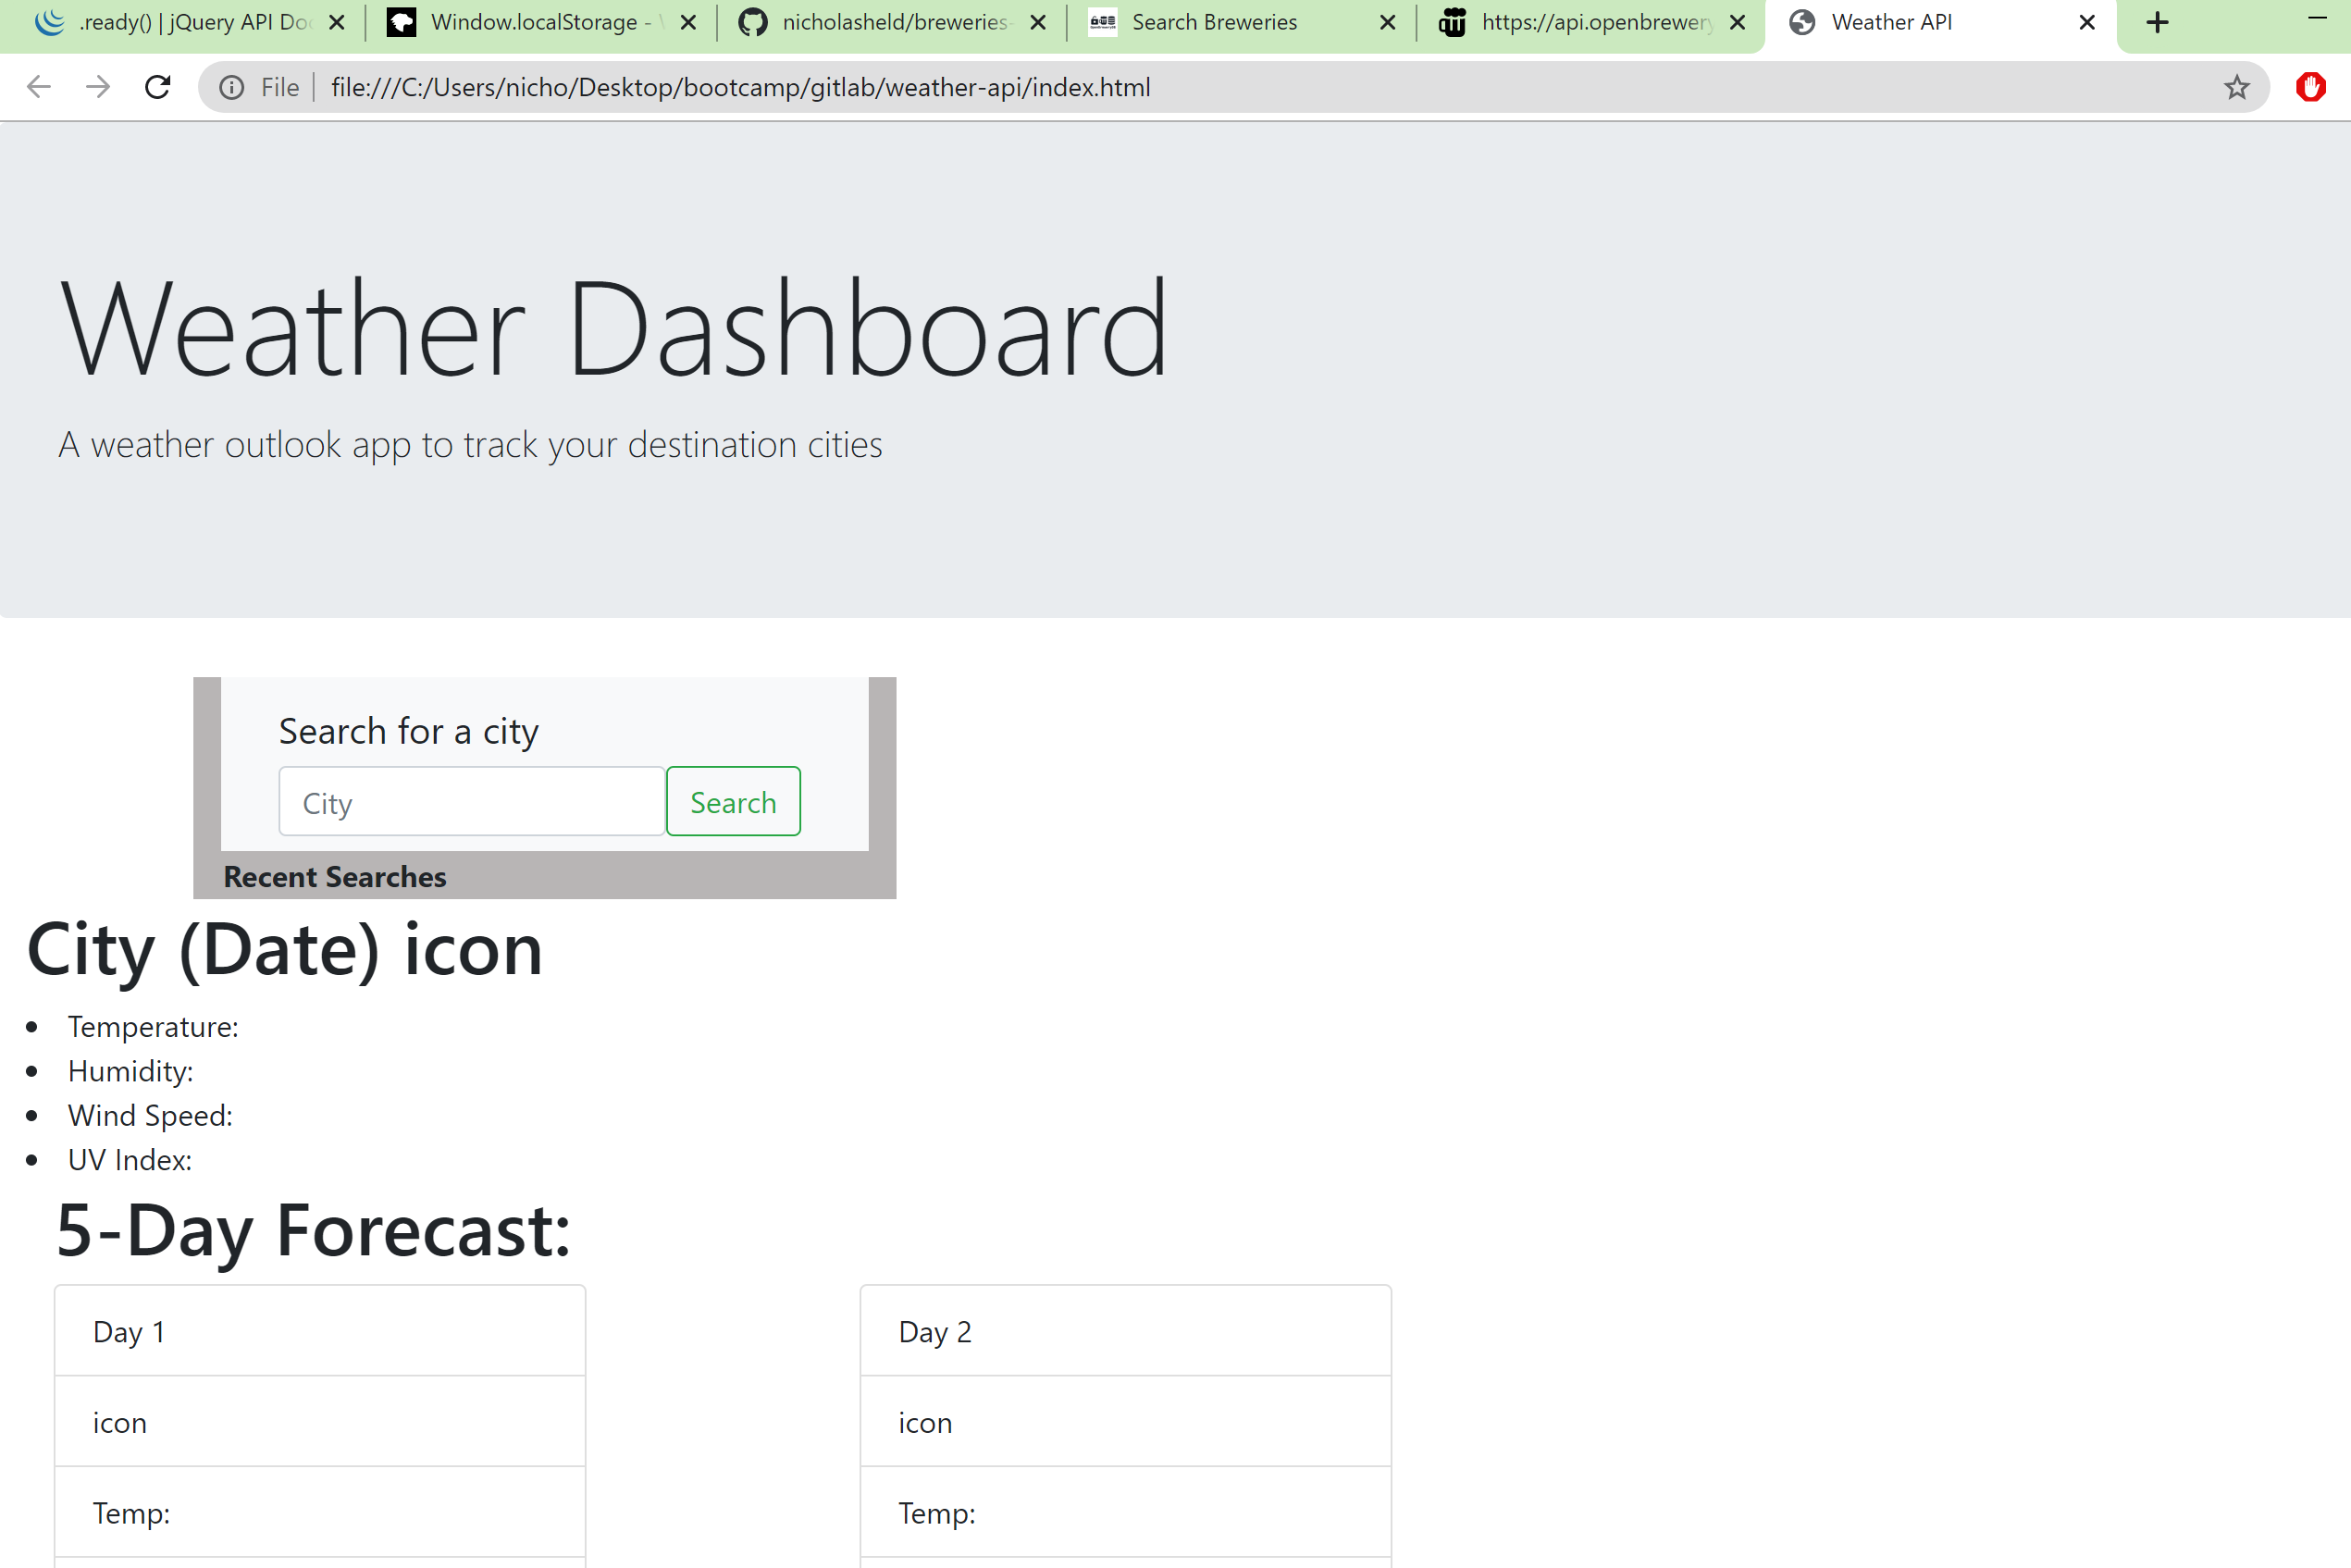 .ready() | jQuery API Doc
Window.localStorage -
nicholasheld/breweries-
Search Breweries
https://api.openbrewery
Weather API
File
file:///C:/Users/nicho/Desktop/bootcamp/gitlab/weather-api/index.html
Weather Dashboard
A weather outlook app to track your destination cities
Search for a city
City
Search
Recent Searches
City (Date) icon
Temperature:
Humidity:
Wind Speed:
UV Index:
5-Day Forecast:
Day 1
Day 2
icon
icon
Temp:
Temp: